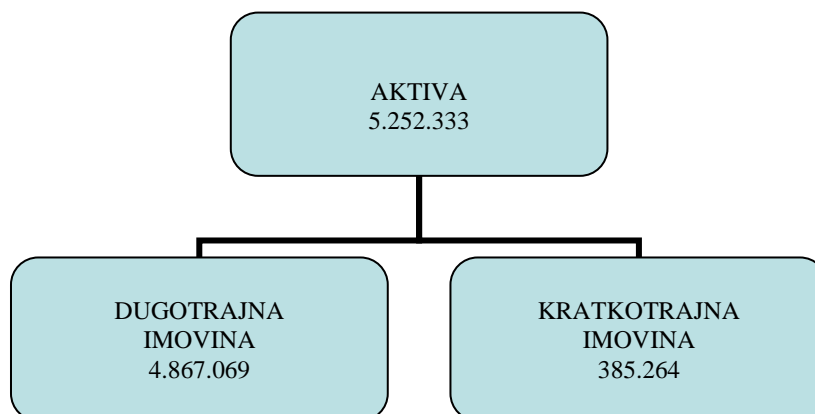 AKTIVA
5.252.333
DUGOTRAJNA
IMOVINA
4.867.069
KRATKOTRAJNA
IMOVINA
385.264